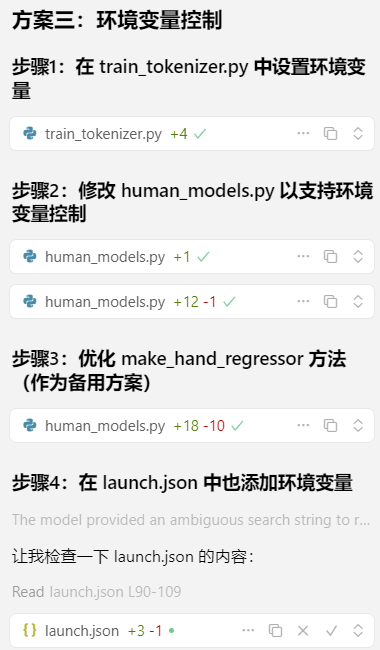 方案三：环境变量控制
步骤1：在 train_tokenizer.py 中设置环境变
量
train_tokenizer.py +4
步骤2：修改 human_models.py 以支持环境
变量控制
human_models.py +1
human_models.py +12 -1
步骤3：优化 make_hand_regressor 方法
（作为备用方案）
human_models.py +18 -10
步骤4：在 launch.json 中也添加环境变量
The model provided an ambiguous search string to r...
让我检查一下 launch.json 的内容：
Read launch.json L90-109
{} launch.json +3 -1